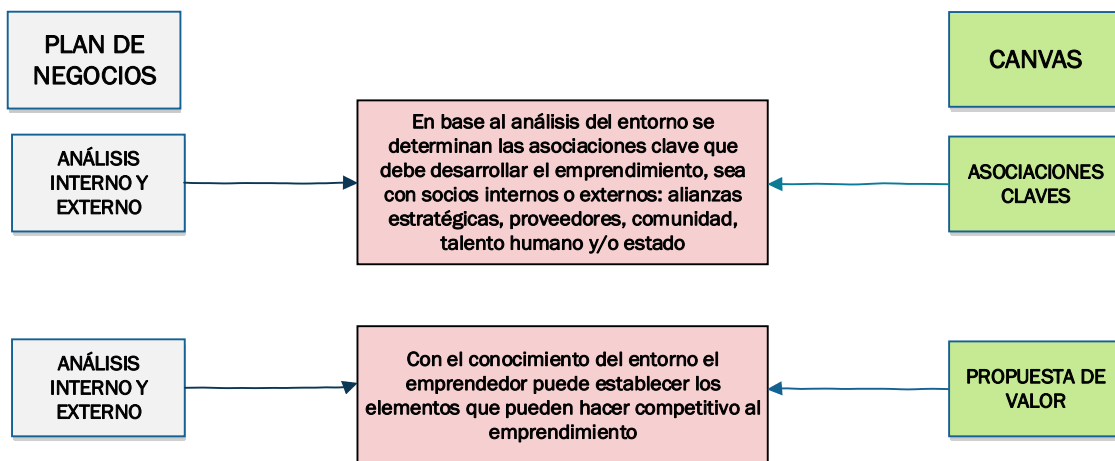 PLAN DE
NEGOCIOS
CANVAS
ANÁLISIS
INTERNO Y
EXTERNO
En base al análisis del entorno se
determinan las asociaciones clave que
debe desarrollar el emprendimiento, sea
con socios internos o externos: alianzas
estratégicas, proveedores, comunidad,
talento humano y/o estado
ASOCIACIONES
CLAVES
ANÁLISIS
INTERNO Y
EXTERNO
Con el conocimiento del entorno el
emprendedor puede establecer los
elementos que pueden hacer competitivo al
emprendimiento
PROPUESTA DE
VALOR